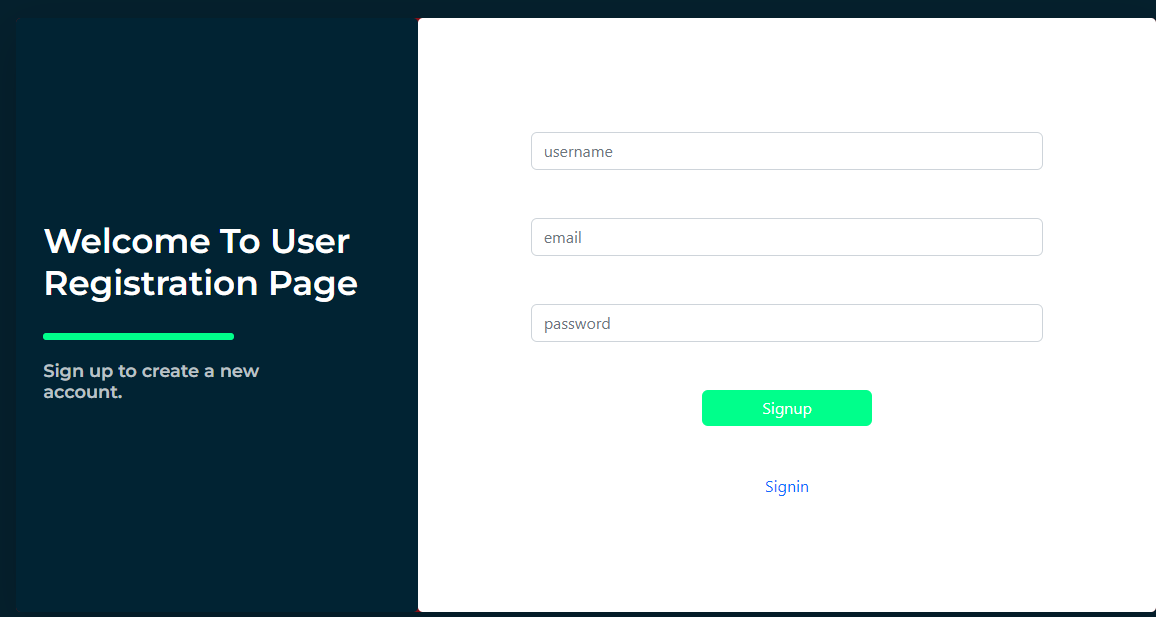 Welcome To User
Registration Page
Sign up to create a new
account.
username
email
password
Signup
Signin